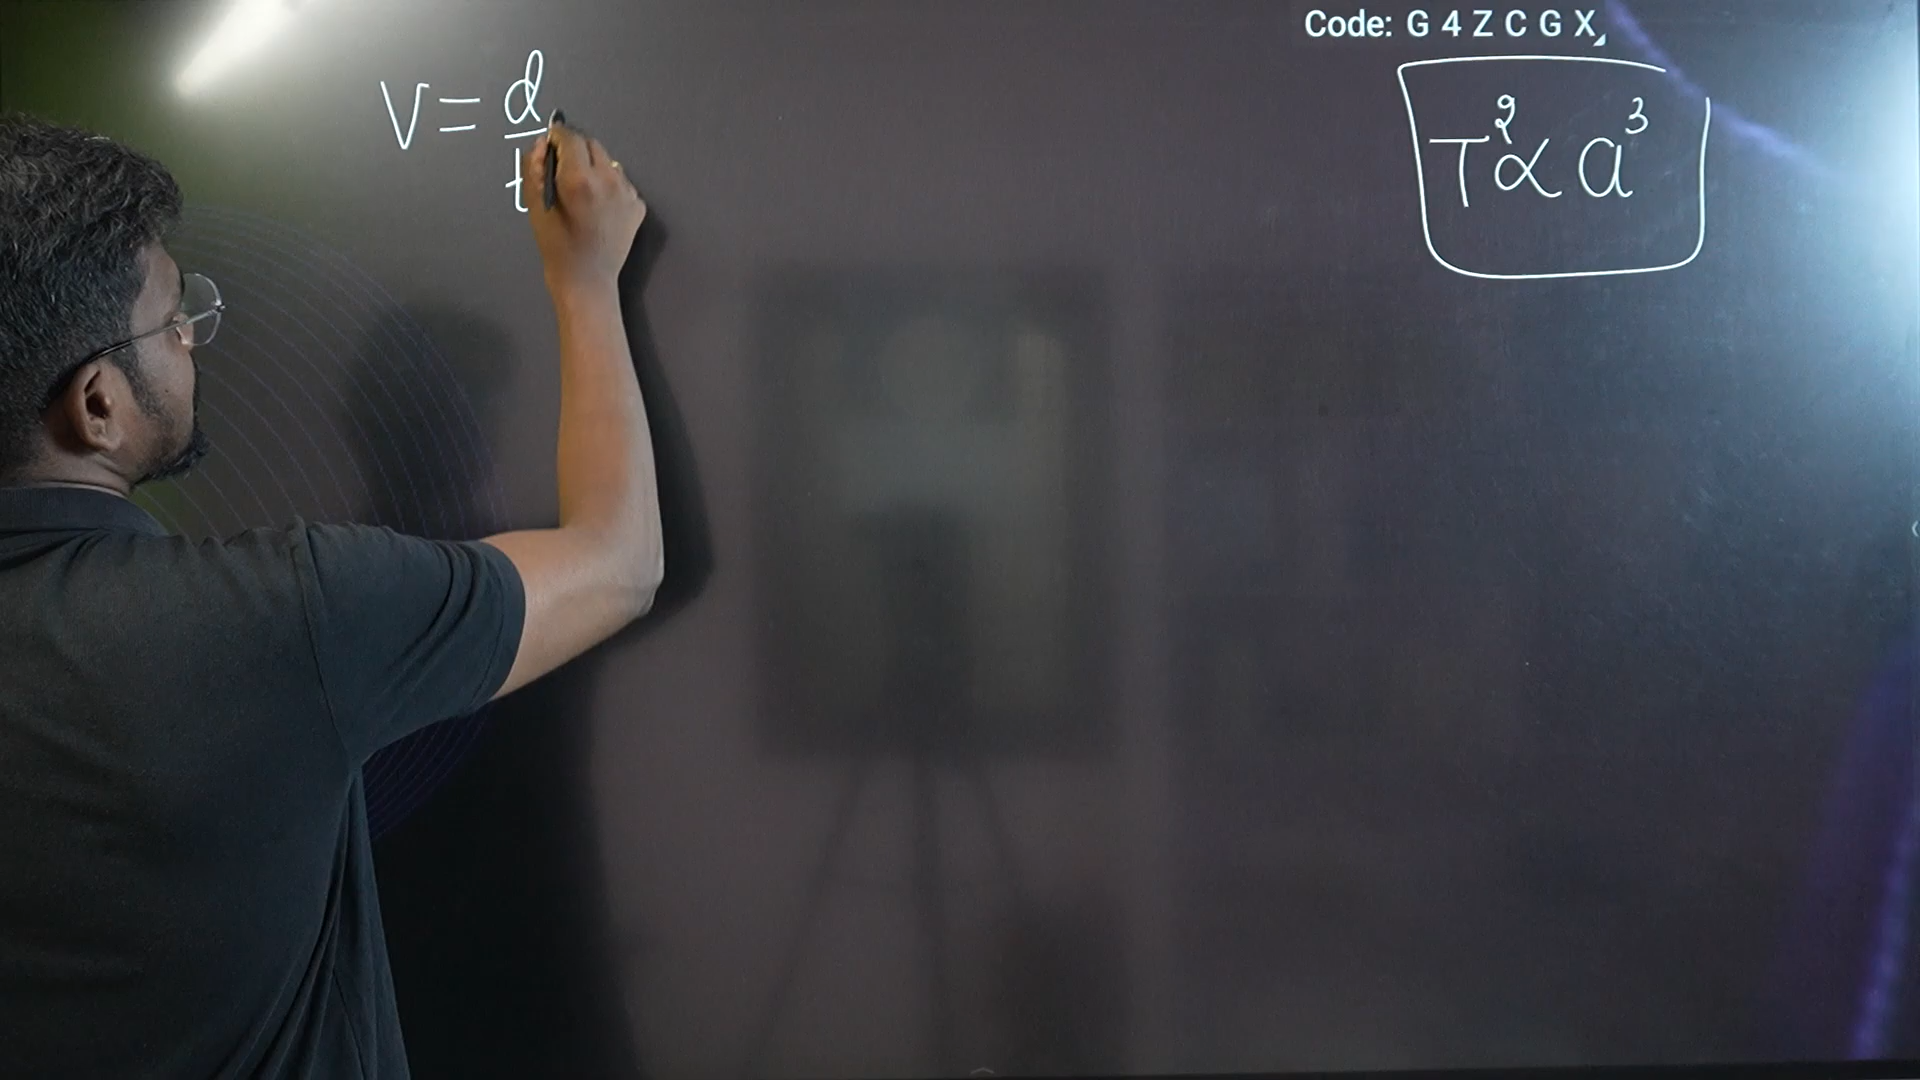 Code: G 4 Z C G X
V = d/t
T² ∝ a³